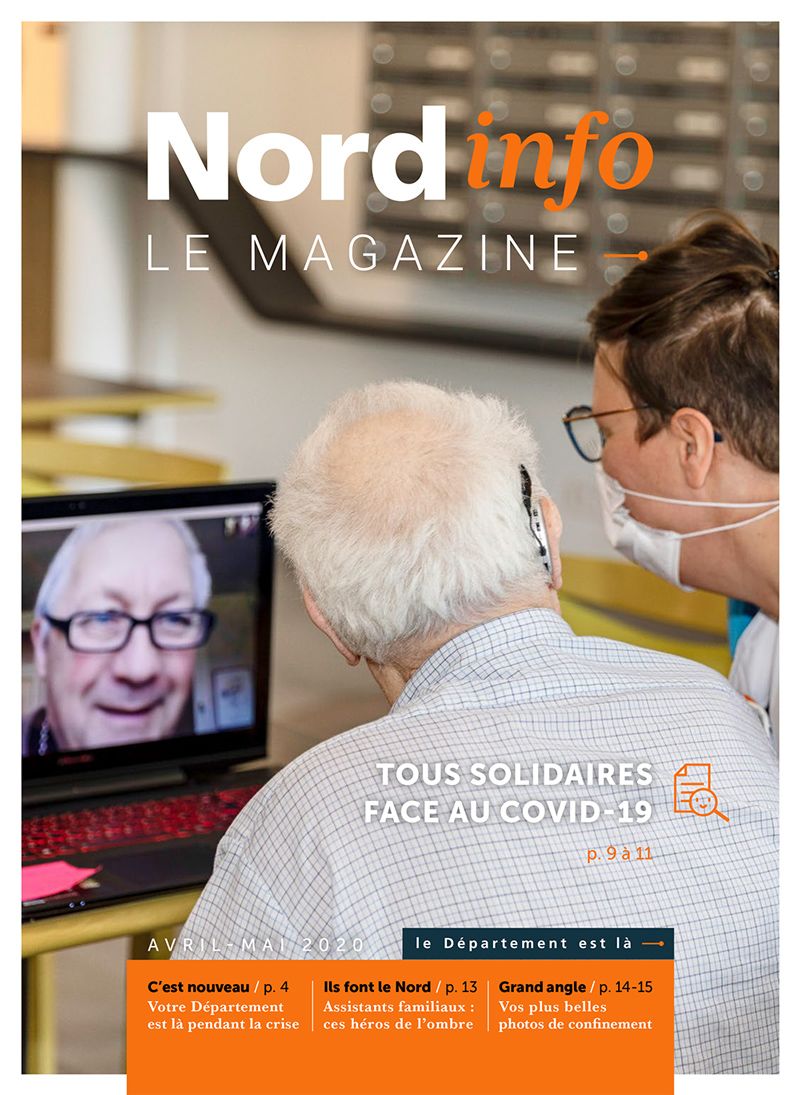 Nord info
LE MAGAZINE
TOUS SOLIDAIRES
FACE AU COVID-19
p. 9 à 11
AVRIL-MAI 2020
le Département est là
C'est nouveau / p. 4
Votre Département
est là pendant la crise
Ils font le Nord / p. 13
Assistants familiaux :
ces héros de l'ombre
Grand angle / p. 14-15
Vos plus belles
photos de confinement